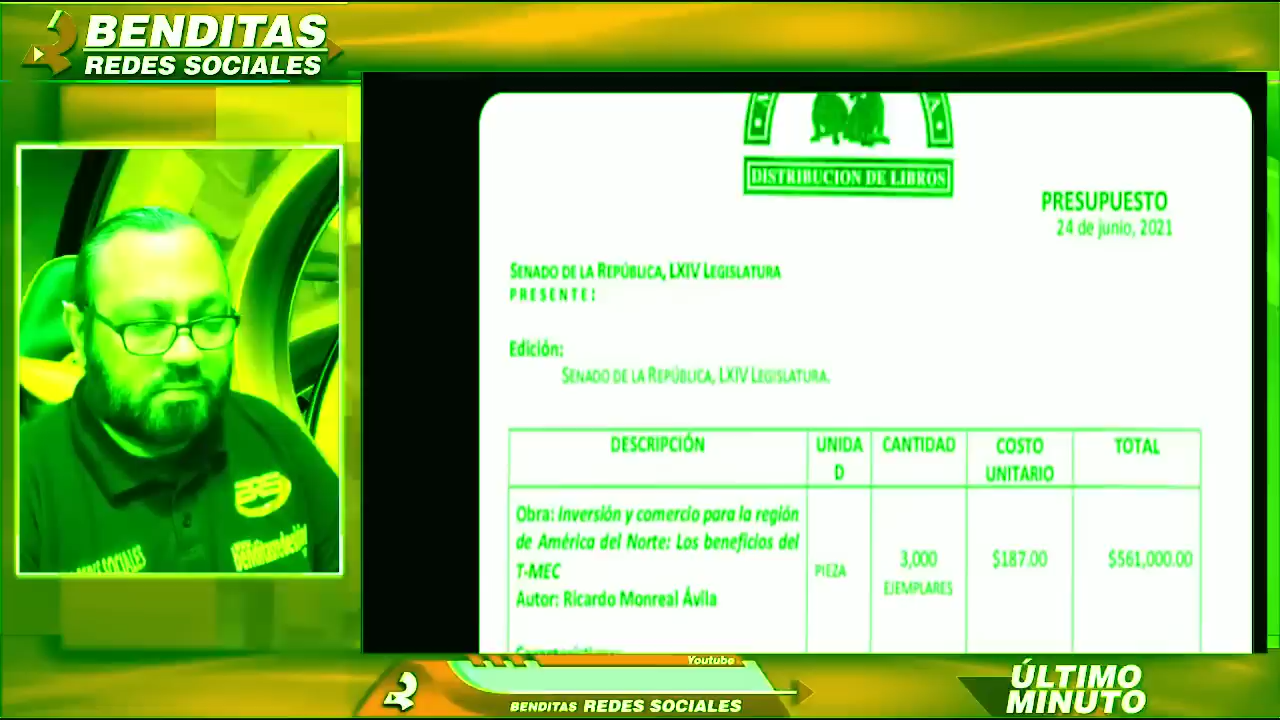 BENDITAS
REDES SOCIALES
DISTRIBUCION DE LIBROS
PRESUPUESTO
24 de junio, 2021
SENADO DE LA REPÚBLICA, LXIV LEGISLATURA
PRESENTE:
Edición:
SENADO DE LA REPÚBLICA, LXIV LEGISLATURA.
DESCRIPCIÓN UNIDA CANTIDAD COSTO TOTAL
D UNITARIO
Obra: Inversión y comercio para la región
de América del Norte: Los beneficios del
T-MEC
Autor: Ricardo Monreal Ávila
PIEZA
3,000
EJEMPLARES
$187.00
$561,000.00
SOCIALES
Youtube
BENDITAS REDES SOCIALES
ÚLTIMO
MINUTO